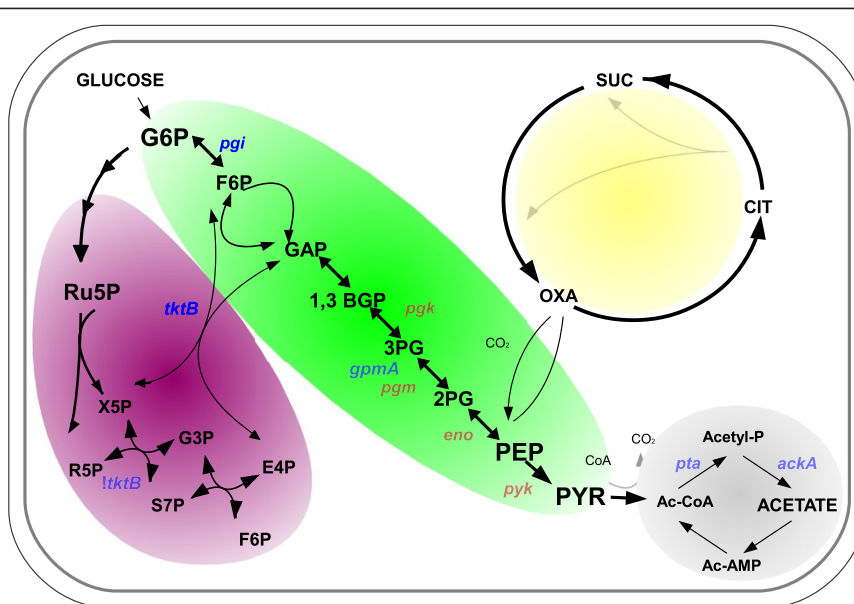 GLUCOSE
SUC
G6P
pgi
F6P
CIT
GAP
Ru5P
tktB
1,3 BGP
pgk
OXA
3PG
CO₂
gpmA
pgm
2PG
X5P
G3P
eno
PEP
Acetyl-P
CO₂
CoA
R5P
!tktB
E4P
pyk
pta
ackA
S7P
PYR
Ac-CoA
ACETATE
F6P
Ac-AMP